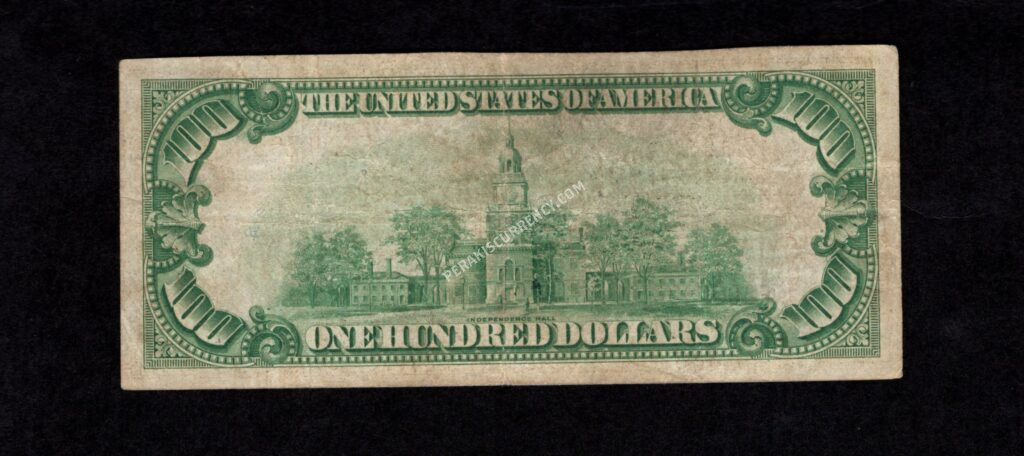 THE UNITED STATES OF AMERICA
100
100
PERAKISCURRENCY.COM
INDEPENDENCE HALL
100
100
ONE HUNDRED DOLLARS